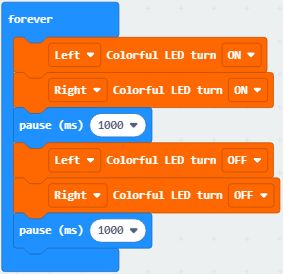 forever
Left Colorful LED turn ON
Right Colorful LED turn ON
pause (ms) 1000
Left Colorful LED turn OFF
Right Colorful LED turn OFF
pause (ms) 1000